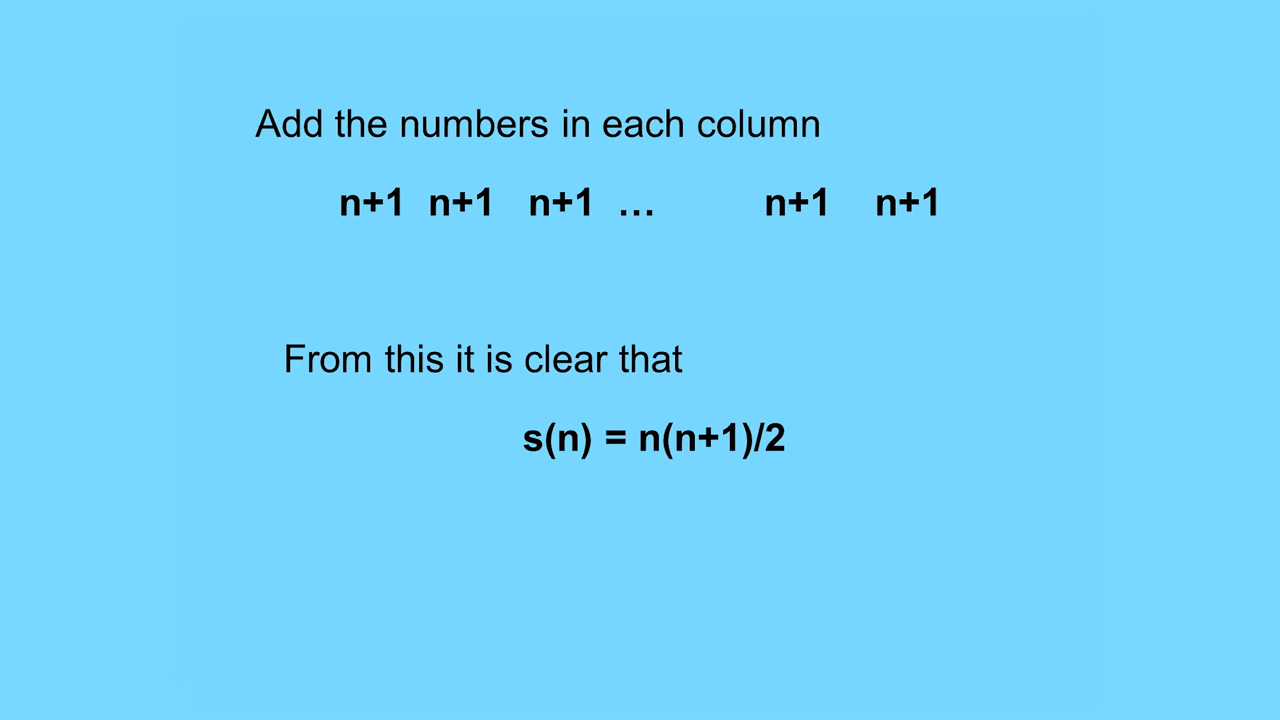 Add the numbers in each column
n+1 n+1 n+1 … n+1 n+1
From this it is clear that
s(n) = n(n+1)/2